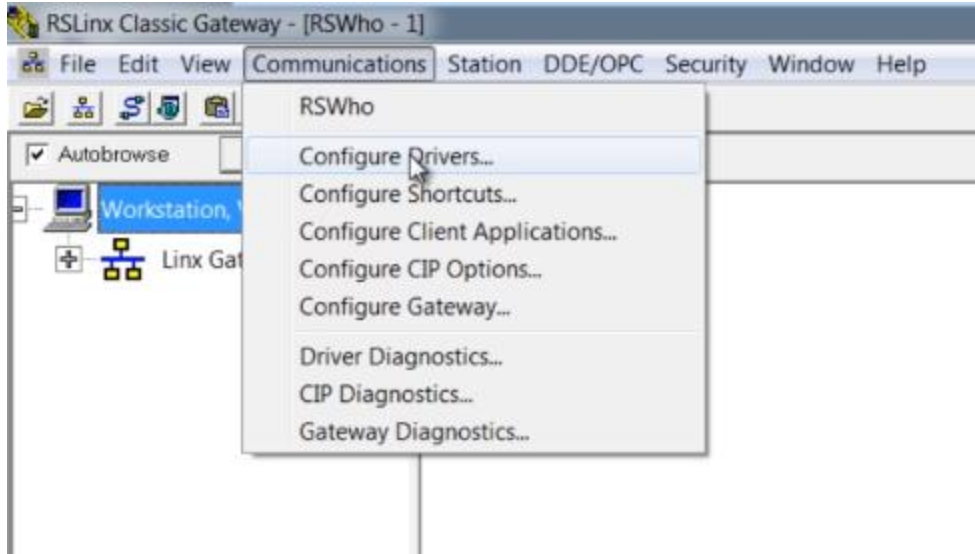 RSLinx Classic Gateway - [RSWho - 1]
File Edit View Communications Station DDE/OPC Security Window Help
RSWho
Autobrowse
Configure Drivers...
Configure Shortcuts...
Workstation,
Configure Client Applications...
Linx Gat
Configure CIP Options...
Configure Gateway...
Driver Diagnostics...
CIP Diagnostics...
Gateway Diagnostics...